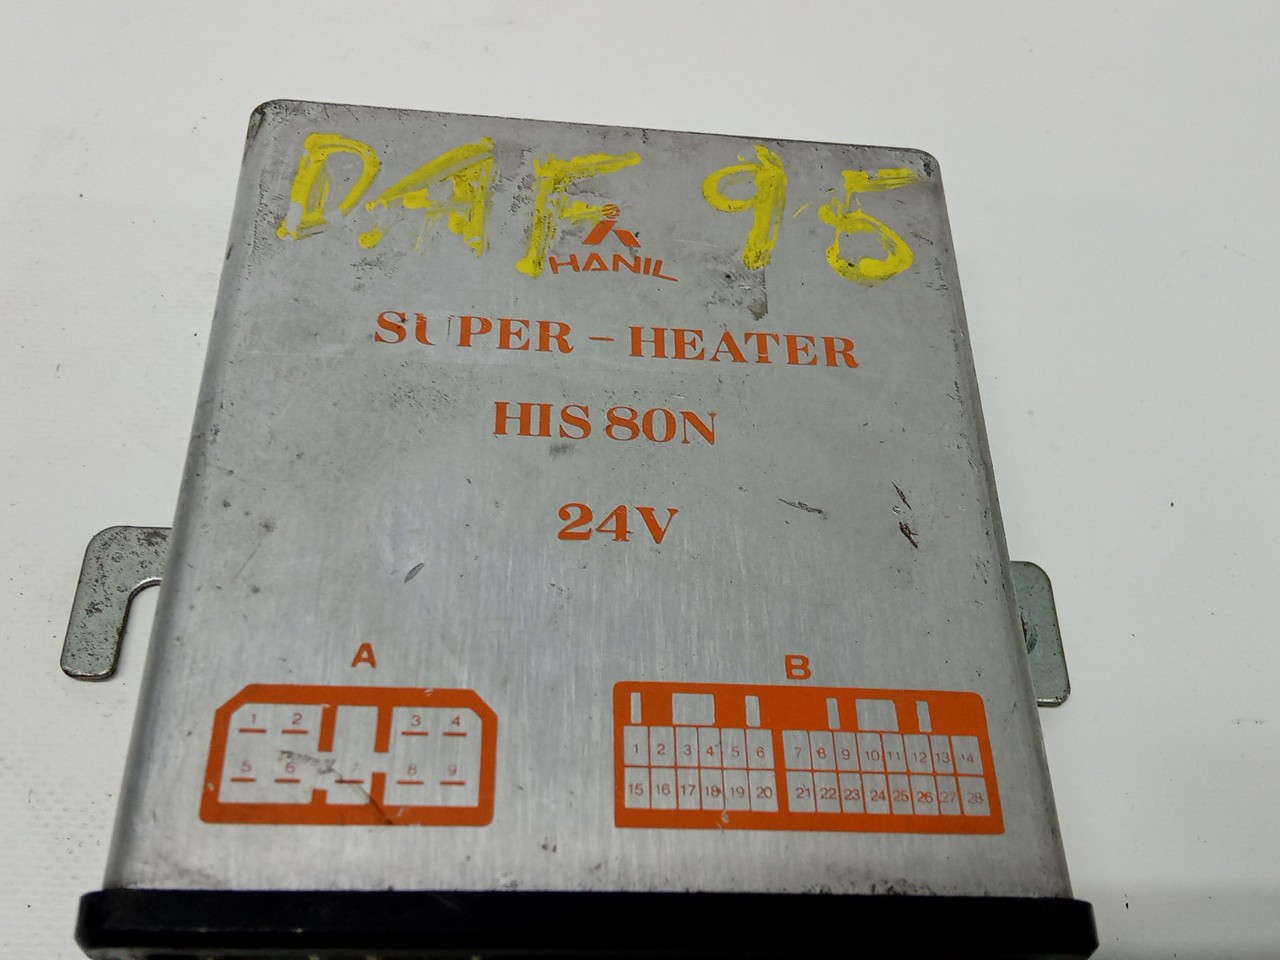 DAF 95
HANIL
SUPER - HEATER
HIS 80N
24V
A
B
1 2 3 4
5 6 7 8 9
1 2 3 4 5 6 7 8 9 10 11 12 13 14
15 16 17 18 19 20 21 22 23 24 25 26 27 28